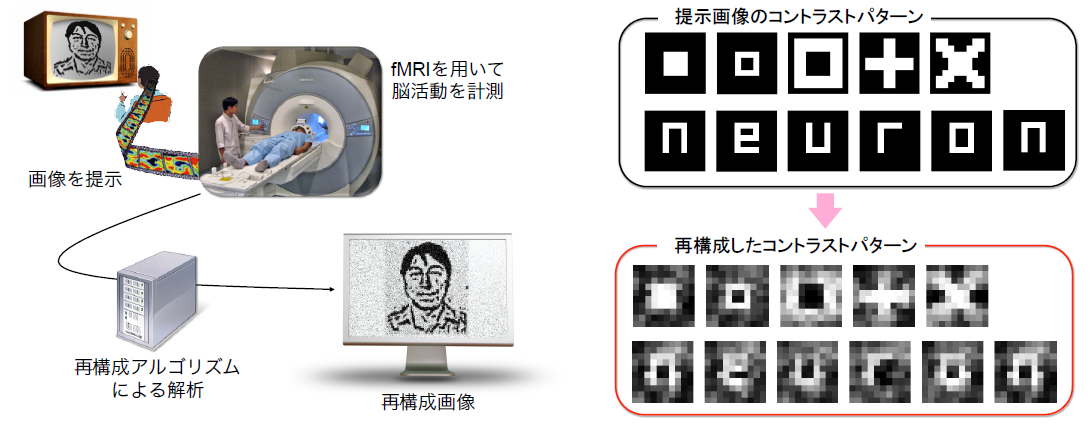 fMRIを用いて
脳活動を計測
画像を提示
再構成アルゴリズム
による解析
再構成画像
提示画像のコントラストパターン
n e u r o n
再構成したコントラストパターン
n e u r o n